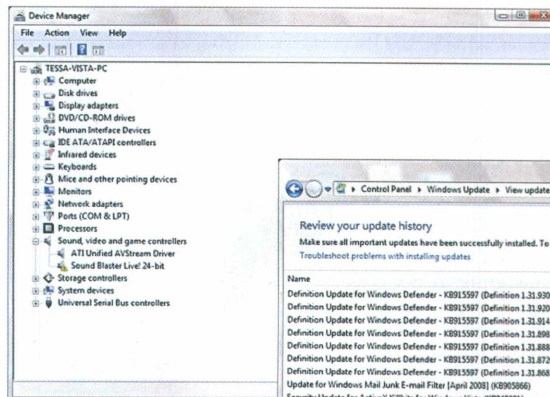 Device Manager
File Action View Help
TESSA-VISTA-PC
Computer
Disk drives
Display adapters
DVD/CD-ROM drives
Human Interface Devices
IDE ATA/ATAPI controllers
Infrared devices
Keyboards
Mice and other pointing devices
Monitors
Network adapters
Ports (COM & LPT)
Processors
Sound, video and game controllers
ATI Unified AVStream Driver
Sound Blaster Live! 24-bit
Storage controllers
System devices
Universal Serial Bus controllers
Control Panel Windows Update View update
Review your update history
Make sure all important updates have been successfully installed. To
Troubleshoot problems with installing updates
Name
Definition Update for Windows Defender - KB915597 (Definition 1.31.930
Definition Update for Windows Defender - KB915597 (Definition 1.31.920
Definition Update for Windows Defender - KB915597 (Definition 1.31.914
Definition Update for Windows Defender - KB915597 (Definition 1.31.898
Definition Update for Windows Defender - KB915597 (Definition 1.31.888
Definition Update for Windows Defender - KB915597 (Definition 1.31.872
Definition Update for Windows Defender - KB915597 (Definition 1.31.868
Update for Windows Mail Junk E-mail Filter [April 2008] (KB905866)
Security Update for ActiveX Killbits for Windows Vista